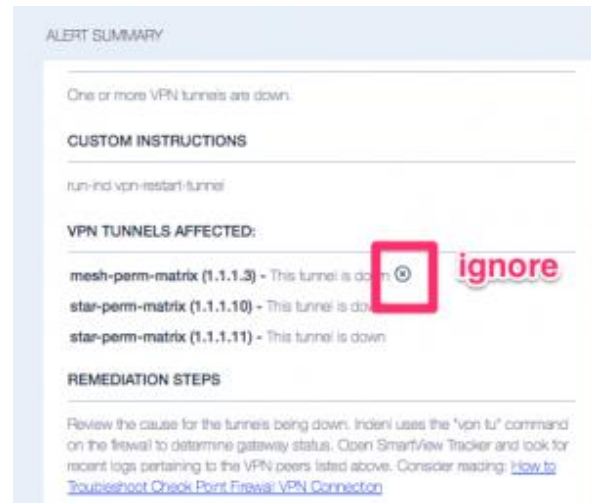 ALERT SUMMARY
One or more VPN tunnels are down.
CUSTOM INSTRUCTIONS
run-ind vpn-restart-tunnel
VPN TUNNELS AFFECTED:
mesh-perm-matrix (1.1.1.3) - This tunnel is down
ignore
star-perm-matrix (1.1.1.10) - This tunnel is down
star-perm-matrix (1.1.1.11) - This tunnel is down
REMEDIATION STEPS
Review the cause for the tunnels being down. Indeni uses the "vpn tu" command
on the firewall to determine gateway status. Open SmartView Tracker and look for
recent logs pertaining to the VPN peers listed above. Consider reading: How to
Troubleshoot Check Point Firewall VPN Connection